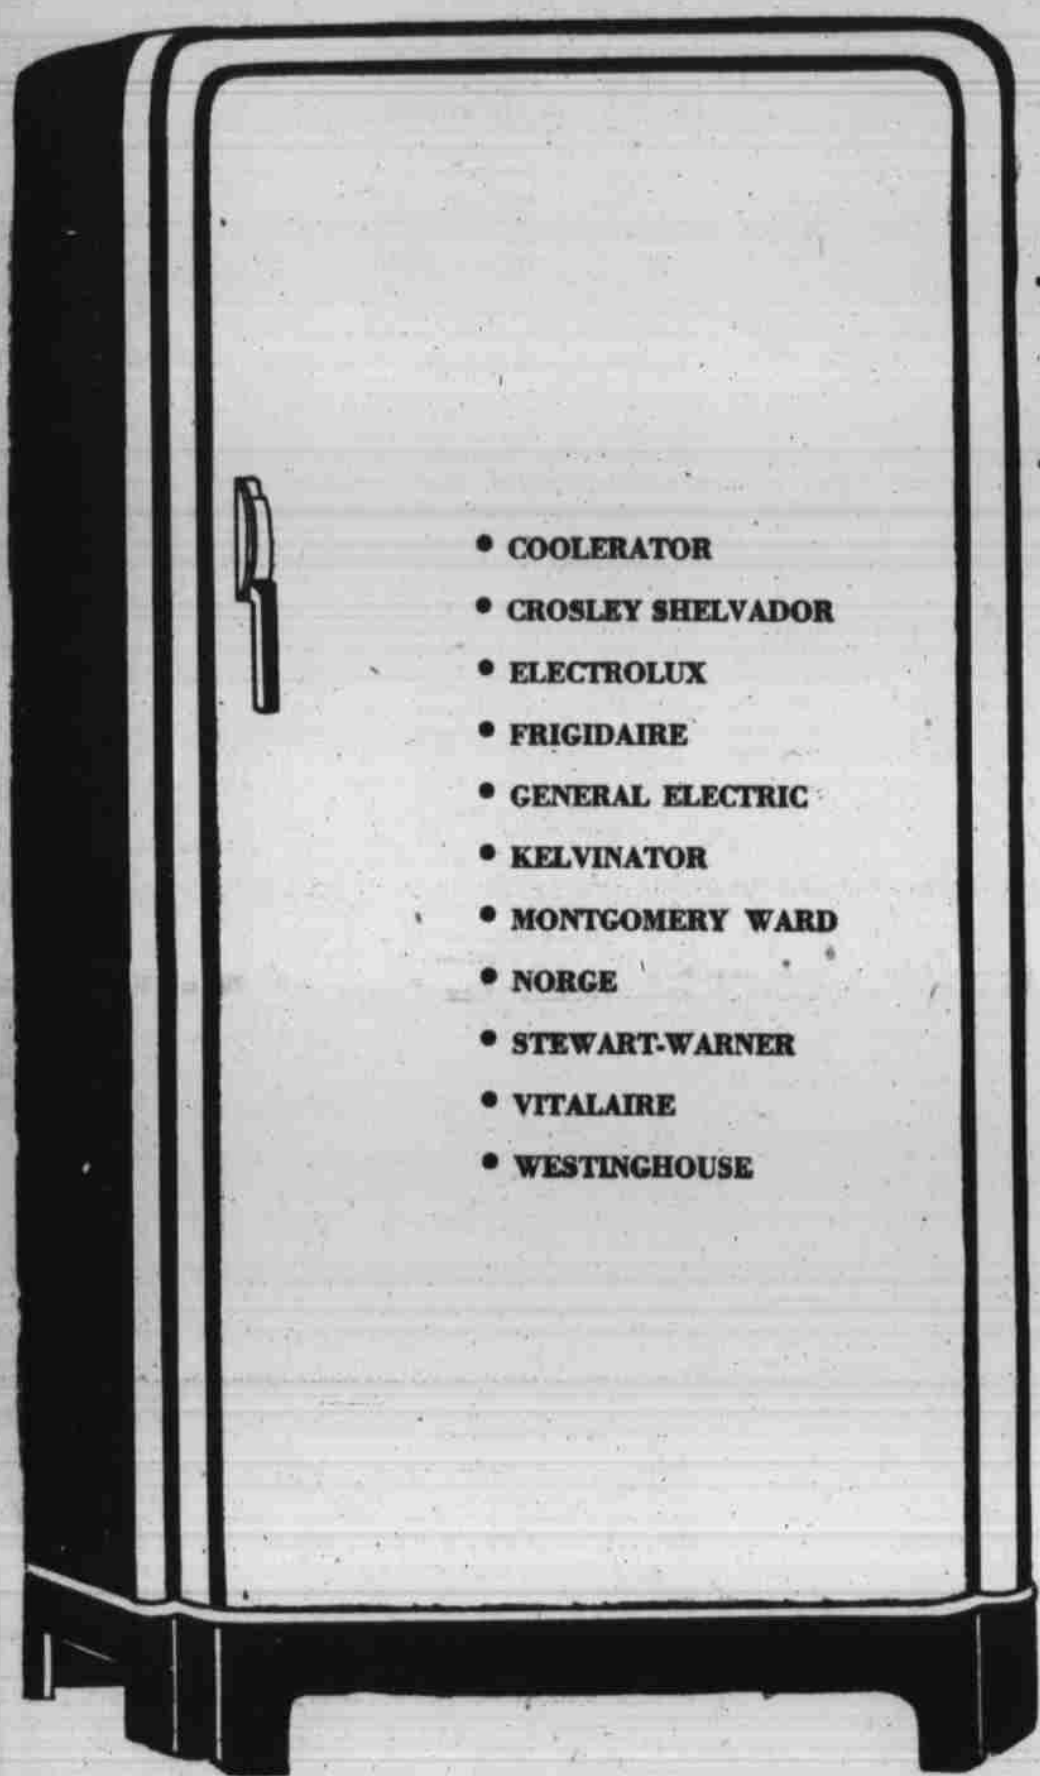 • COOLERATOR
• CROSLEY SHELVADOR
• ELECTROLUX
• FRIGIDAIRE
• GENERAL ELECTRIC
• KELVINATOR
• MONTGOMERY WARD
• NORGE
• STEWART-WARNER
• VITALAIRE
• WESTINGHOUSE